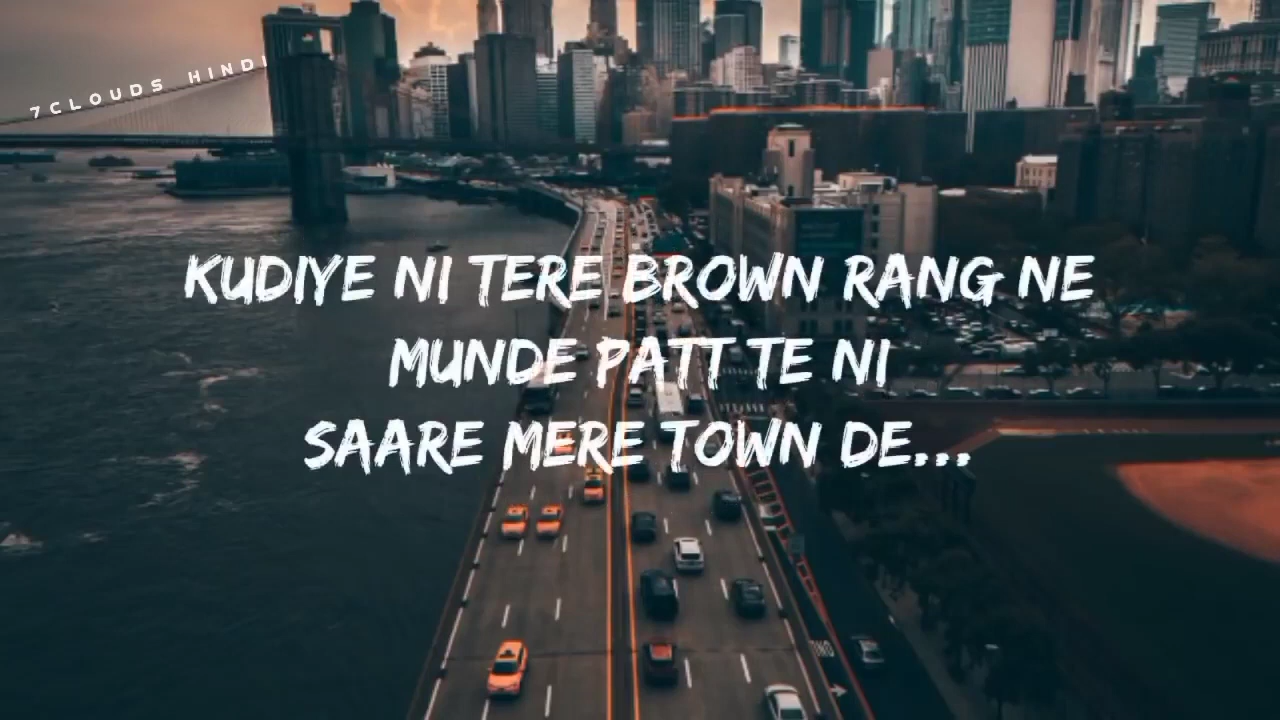 7CLOUDS HINDI
KUDIYE NI TERE BROWN RANG NE
MUNDE PATT TE NI
SAARE MERE TOWN DE...